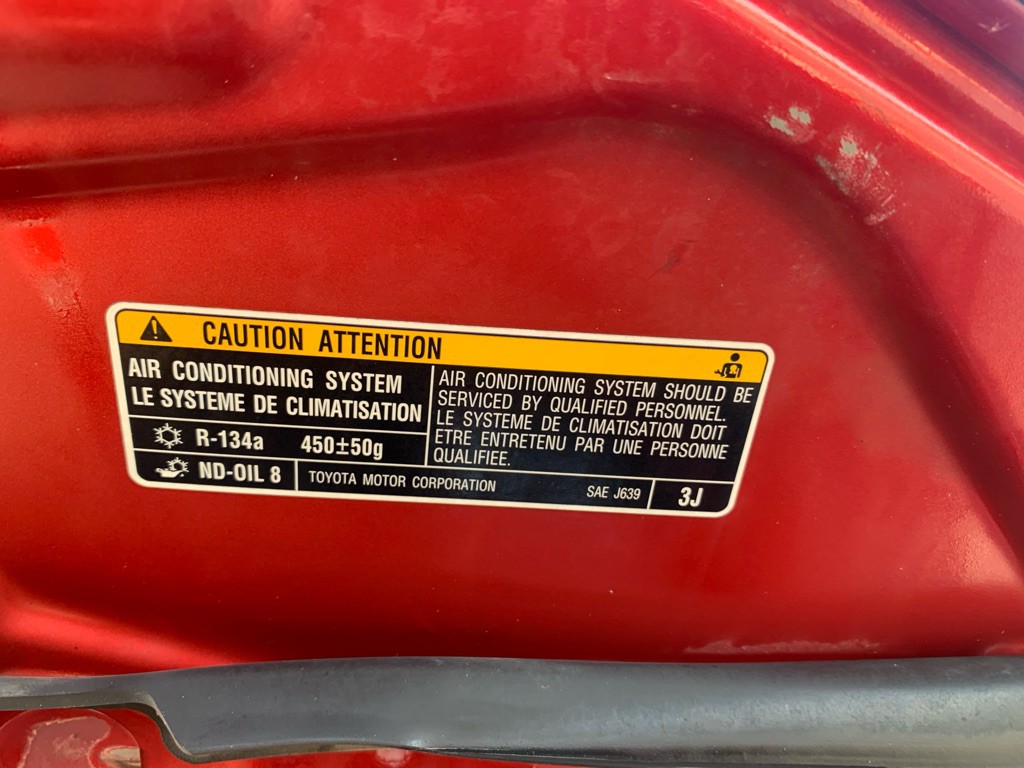 CAUTION ATTENTION
AIR CONDITIONING SYSTEM
LE SYSTEME DE CLIMATISATION
AIR CONDITIONING SYSTEM SHOULD BE
SERVICED BY QUALIFIED PERSONNEL.
LE SYSTEME DE CLIMATISATION DOIT
ETRE ENTRETENU PAR UNE PERSONNE
QUALIFIEE.
R-134a 450±50g
ND-OIL 8
TOYOTA MOTOR CORPORATION SAE J639
3J